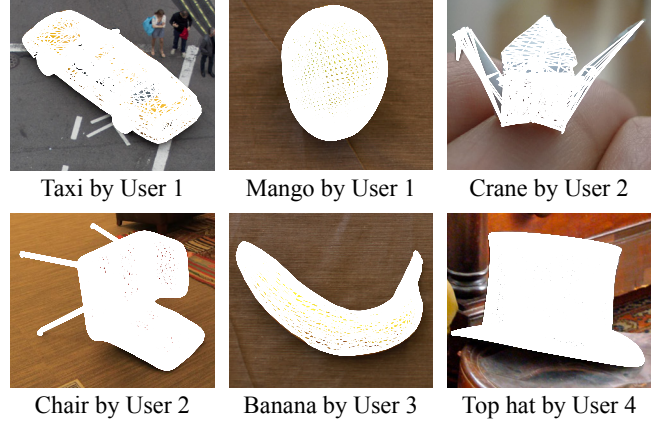 Taxi by User 1
Mango by User 1
Crane by User 2
Chair by User 2
Banana by User 3
Top hat by User 4